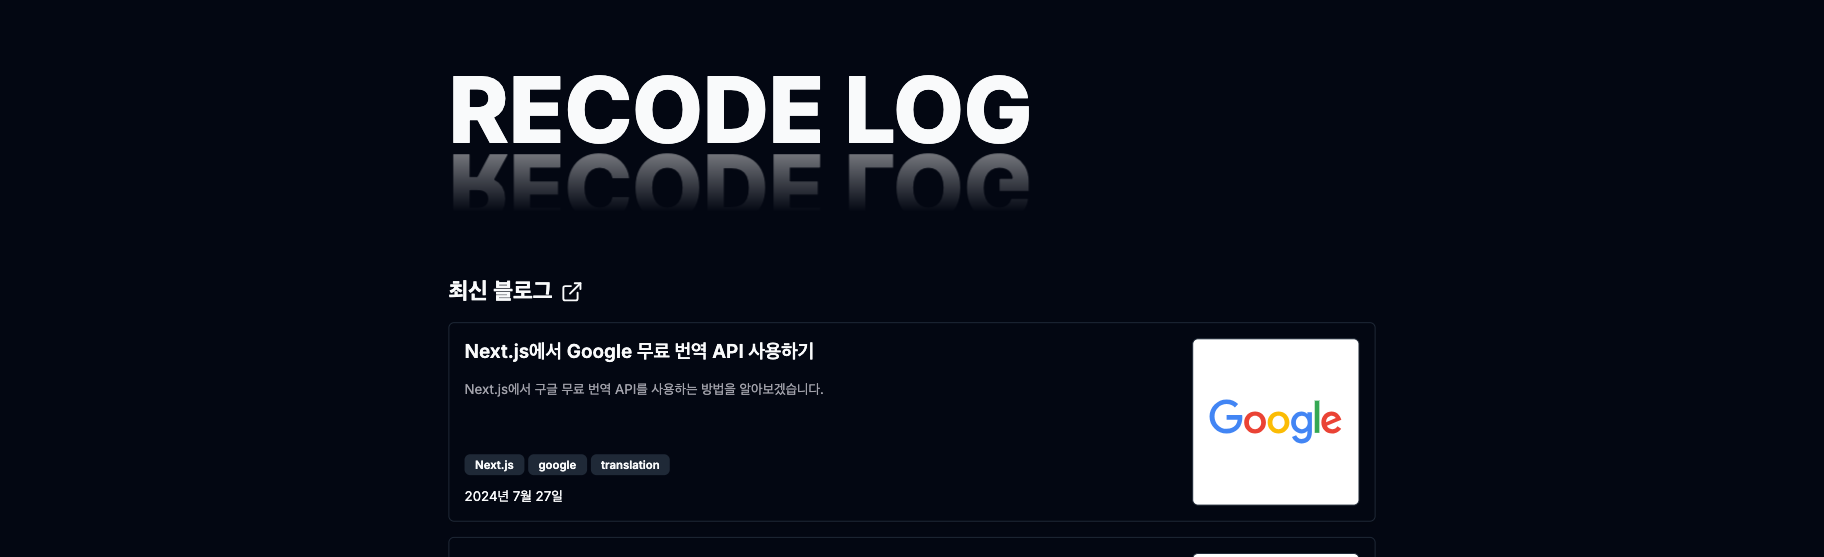 RECODE LOG
최신 블로그
Next.js에서 Google 무료 번역 API 사용하기
Next.js에서 구글 무료 번역 API를 사용하는 방법을 알아보겠습니다.
Google
Next.js google translation
2024년 7월 27일